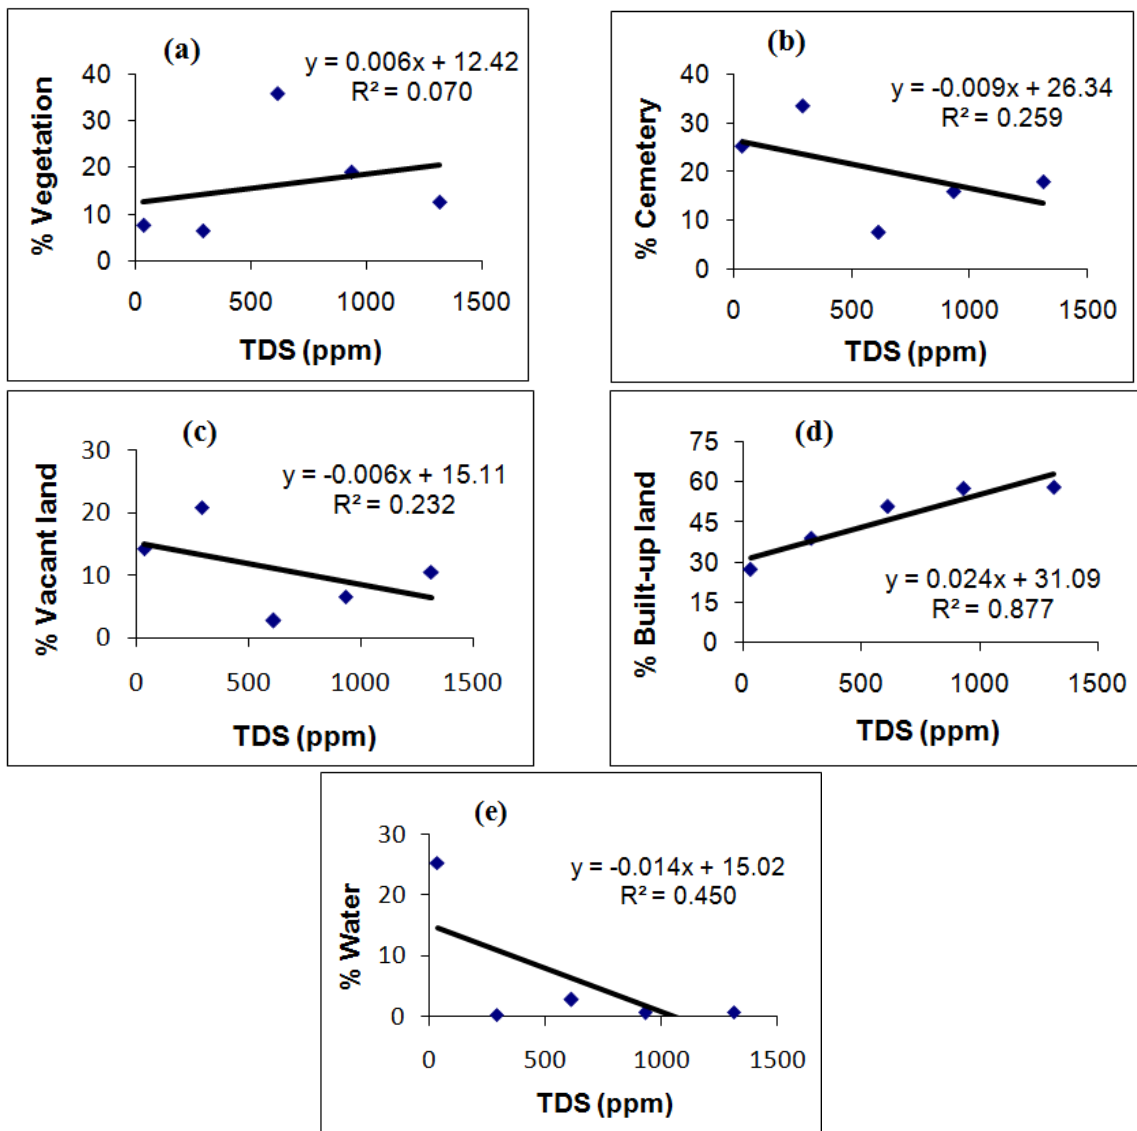 (a)
y = 0.006x + 12.42
R² = 0.070
40
30
20
10
0
% Vegetation
0 500 1000 1500
TDS (ppm)
(b)
y = -0.009x + 26.34
R² = 0.259
40
30
20
10
0
% Cemetery
0 500 1000 1500
TDS (ppm)
(c)
y = -0.006x + 15.11
R² = 0.232
30
20
10
0
% Vacant land
0 500 1000 1500
TDS (ppm)
(d)
75
60
45
30
15
0
% Built-up land
y = 0.024x + 31.09
R² = 0.877
0 500 1000 1500
TDS (ppm)
(e)
y = -0.014x + 15.02
R² = 0.450
30
20
10
0
% Water
0 500 1000 1500
TDS (ppm)